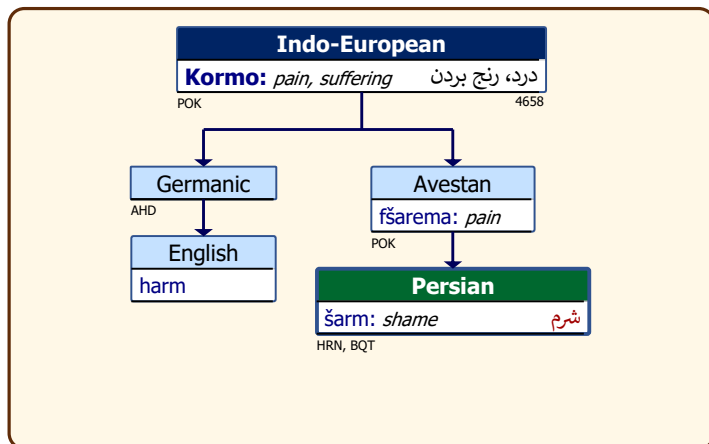 Indo-European
Kormo: pain, suffering درد، رنج بردن
POK 4658
Germanic
AHD
English
harm
Avestan
fšarema: pain
POK
Persian
šarm: shame شرم
HRN, BQT